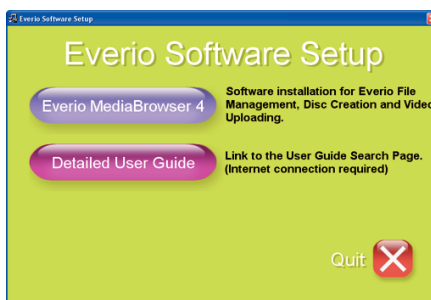 Everio Software Setup
Everio Software Setup
Everio MediaBrowser 4
Software installation for Everio File
Management, Disc Creation and Video
Uploading.
Detailed User Guide
Link to the User Guide Search Page.
(Internet connection required)
Quit